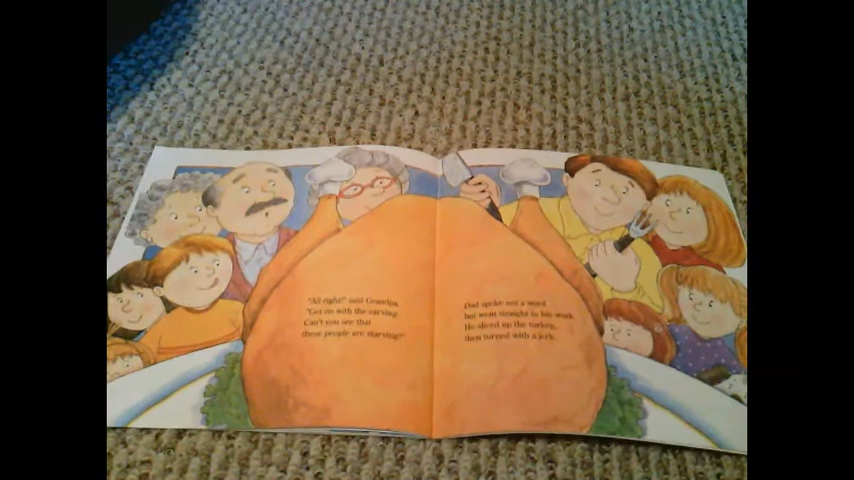 "All right!" said Grandpa,
"Get on with the carving.
Can't you see that
these people are starving?"
Dad spoke not a word
but went straight to his work.
He sliced up the turkey,
then turned with a jerk.